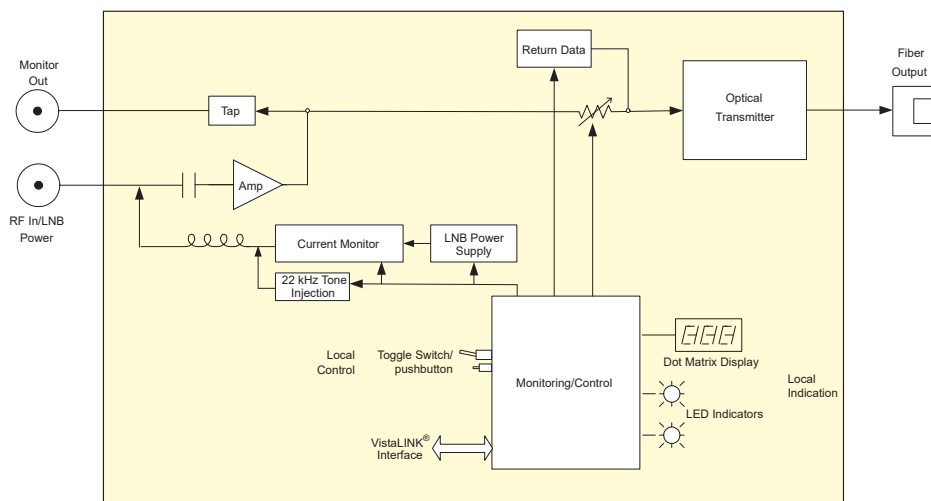 Monitor
Out
Return Data
Fiber
Output
Tap
Optical
Transmitter
Amp
RF In/LNB
Power
Current Monitor
LNB Power
Supply
22 kHz Tone
Injection
Local
Control
Toggle Switch/
pushbutton
Monitoring/Control
Dot Matrix Display
Local
Indication
LED Indicators
VistaLINK®
Interface